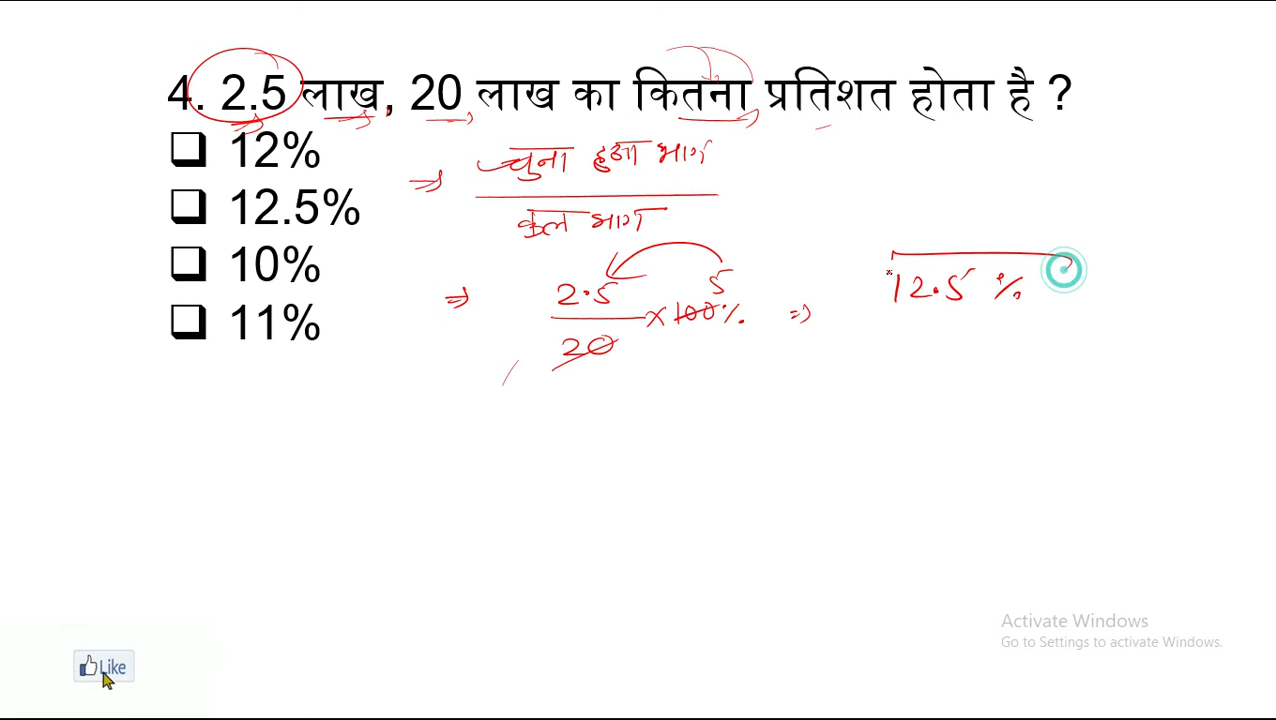 4. 2.5 लाख, 20 लाख का कितना प्रतिशत होता है ?
12%
12.5%
10%
11%
⇒ चुना हुआ भाग
कुल भाग
⇒ 2.5 5
20 × 100% ⇒ 12.5 %
Activate Windows
Go to Settings to activate Windows.
Like